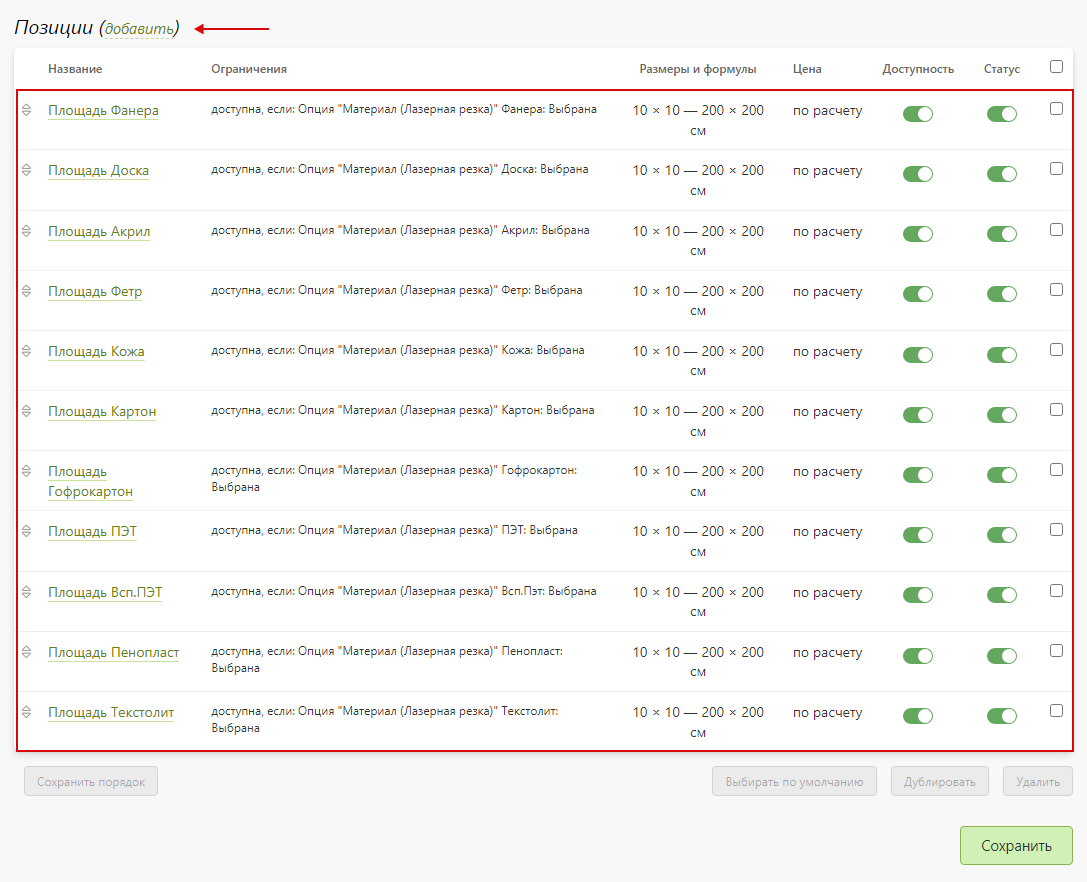 Позиции (добавить)
Название Ограничения Размеры и формулы Цена Доступность Статус
Площадь Фанера доступна, если: Опция "Материал (Лазерная резка)" Фанера: Выбрана 10 × 10 — 200 × 200 по расчету
см
Площадь Доска доступна, если: Опция "Материал (Лазерная резка)" Доска: Выбрана 10 × 10 — 200 × 200 по расчету
см
Площадь Акрил доступна, если: Опция "Материал (Лазерная резка)" Акрил: Выбрана 10 × 10 — 200 × 200 по расчету
см
Площадь Фетр доступна, если: Опция "Материал (Лазерная резка)" Фетр: Выбрана 10 × 10 — 200 × 200 по расчету
см
Площадь Кожа доступна, если: Опция "Материал (Лазерная резка)" Кожа: Выбрана 10 × 10 — 200 × 200 по расчету
см
Площадь Картон доступна, если: Опция "Материал (Лазерная резка)" Картон: Выбрана 10 × 10 — 200 × 200 по расчету
см
Площадь доступна, если: Опция "Материал (Лазерная резка)" Гофрокартон: 10 × 10 — 200 × 200 по расчету
Гофрокартон Выбрана см
Площадь ПЭТ доступна, если: Опция "Материал (Лазерная резка)" ПЭТ: Выбрана 10 × 10 — 200 × 200 по расчету
см
Площадь Всп.ПЭТ доступна, если: Опция "Материал (Лазерная резка)" Всп.Пэт: Выбрана 10 × 10 — 200 × 200 по расчету
см
Площадь Пенопласт доступна, если: Опция "Материал (Лазерная резка)" Пенопласт: 10 × 10 — 200 × 200 по расчету
Выбрана см
Площадь Текстолит доступна, если: Опция "Материал (Лазерная резка)" Текстолит: 10 × 10 — 200 × 200 по расчету
Выбрана см
Сохранить порядок Выбирать по умолчанию Дублировать Удалить
Сохранить